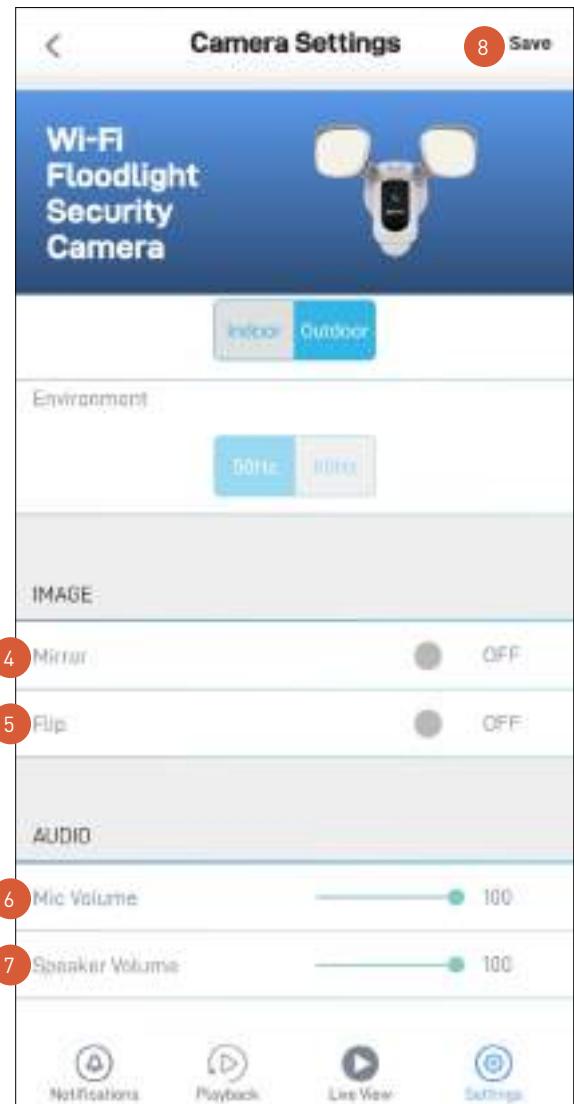 Camera Settings
8 Save
Wi-Fi
Floodlight
Security
Camera
Indoor Outdoor
Environment
50Hz 60Hz
IMAGE
4 Mirror OFF
5 Flip OFF
AUDIO
6 Mic Volume 100
7 Speaker Volume 100
Notifications Playback Live View Settings